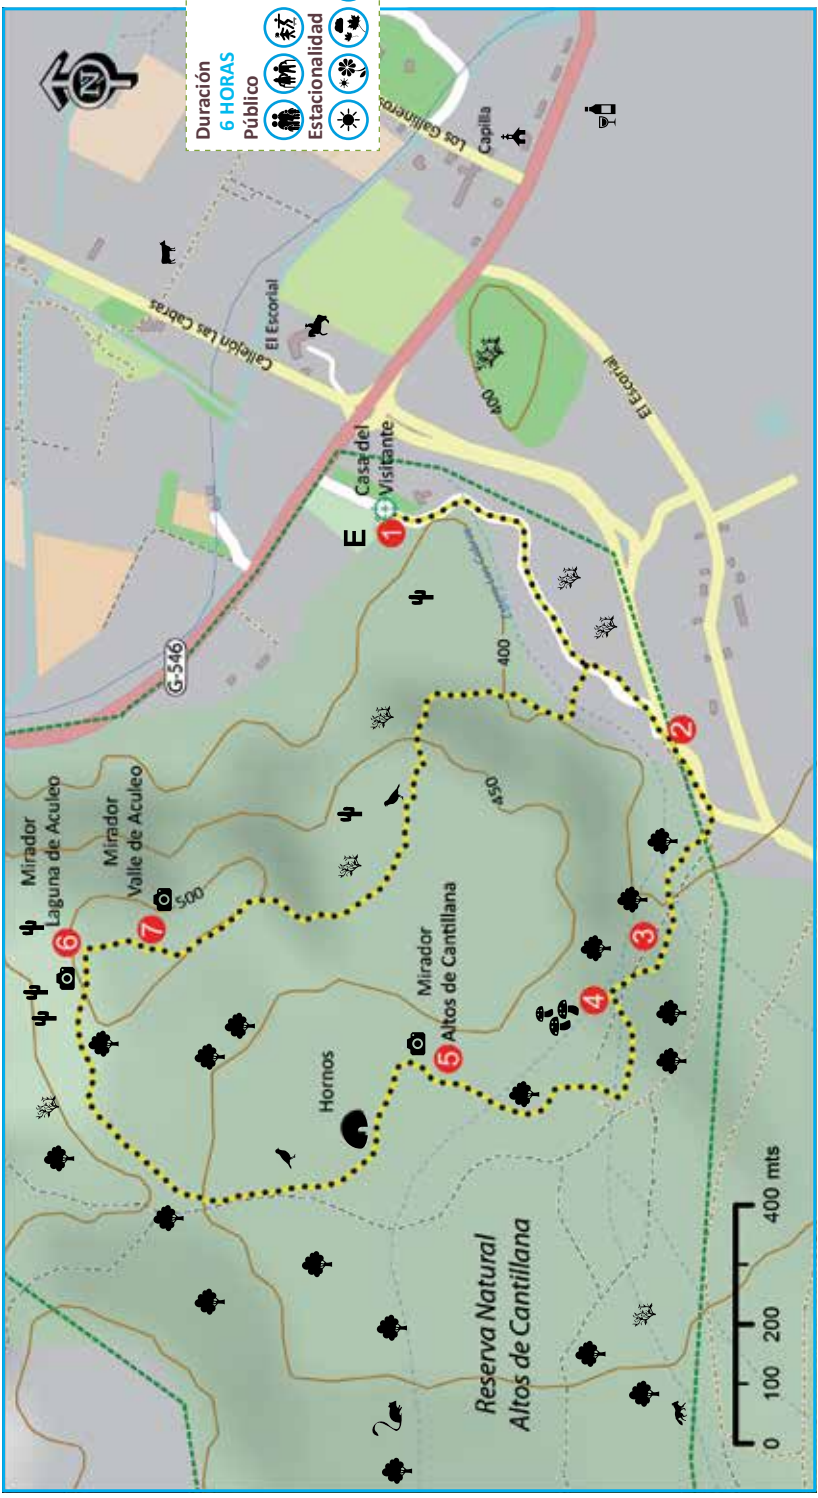 Duración
6 HORAS
Público
Estacionalidad
N
Los Gallineros
Capilla
Callejón Las Cabras
El Escorial
400
El Escorial
Casa del
Visitante
E
1
G-546
400
2
450
Mirador
Laguna de Aculeo
6
Mirador
Valle de Aculeo
7
500
3
4
Mirador
Altos de Cantillana
5
Hornos
Reserva Natural
Altos de Cantillana
0 100 200 400 mts